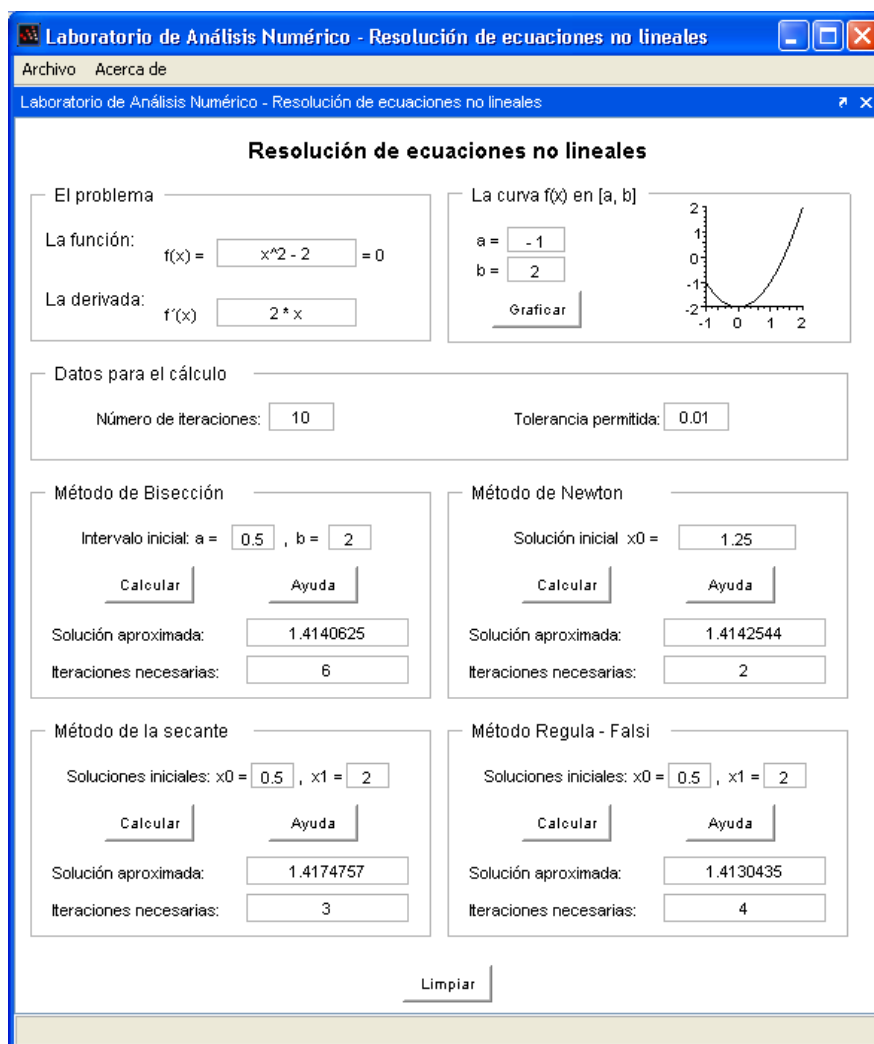 Laboratorio de Análisis Numérico - Resolución de ecuaciones no lineales
Archivo Acerca de
Laboratorio de Análisis Numérico - Resolución de ecuaciones no lineales
Resolución de ecuaciones no lineales
El problema
La función: f(x) = x^2 - 2 = 0
La derivada: f´(x) 2 * x
La curva f(x) en [a, b]
a = - 1
b = 2
Graficar
2
1
0
-1
-2
-1 0 1 2
Datos para el cálculo
Número de iteraciones: 10 Tolerancia permitida: 0.01
Método de Bisección
Intervalo inicial: a = 0.5 , b = 2
Calcular Ayuda
Solución aproximada: 1.4140625
Iteraciones necesarias: 6
Método de Newton
Solución inicial x0 = 1.25
Calcular Ayuda
Solución aproximada: 1.4142544
Iteraciones necesarias: 2
Método de la secante
Soluciones iniciales: x0 = 0.5 , x1 = 2
Calcular Ayuda
Solución aproximada: 1.4174757
Iteraciones necesarias: 3
Método Regula - Falsi
Soluciones iniciales: x0 = 0.5 , x1 = 2
Calcular Ayuda
Solución aproximada: 1.4130435
Iteraciones necesarias: 4
Limpiar